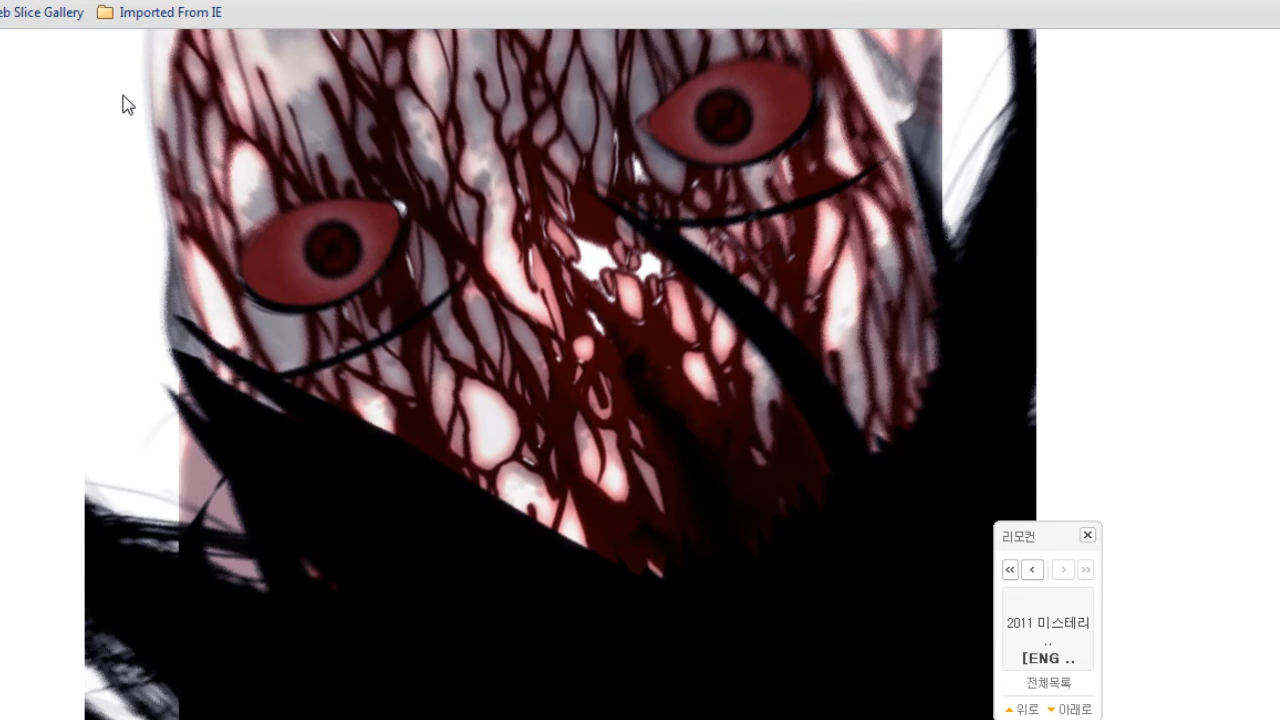 eb Slice Gallery Imported From IE
리모컨
2011 미스테리
..
[ENG ..
전체목록
위로 아래로